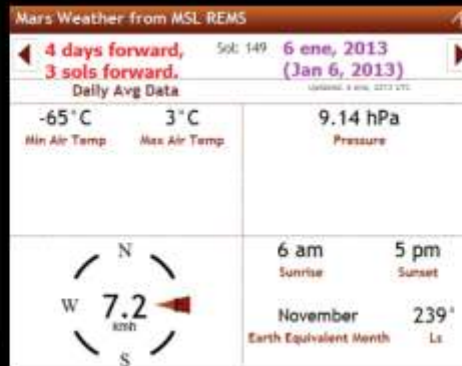 Mars Weather from MSL REMS
4 days forward,
3 sols forward.
Sol: 149
6 ene, 2013
(Jan 6, 2013)
Daily Avg Data
-65°C
3°C
Min Air Temp
Max Air Temp
9.14 hPa
Pressure
N
W
7.2
kmh
S
6 am
5 pm
Sunrise
Sunset
November
239°
Earth Equivalent Month
Ls